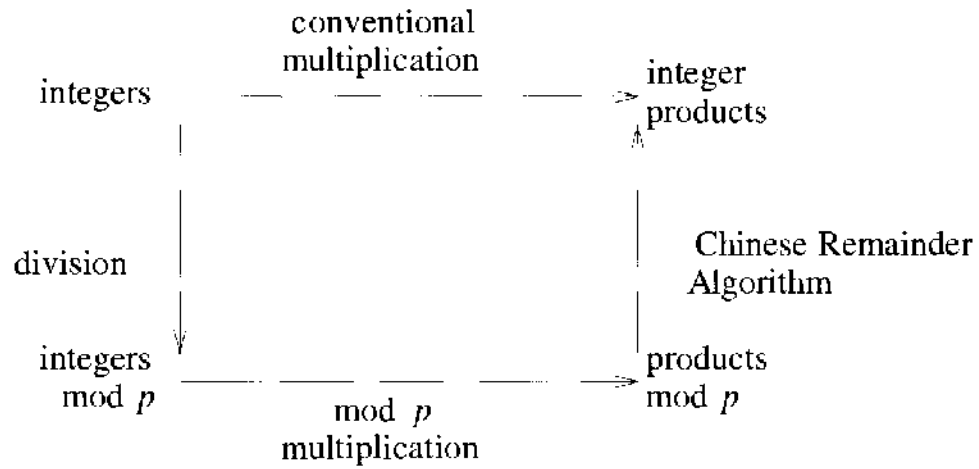 conventional
multiplication
integers
integer
products
division
Chinese Remainder
Algorithm
integers
mod p
products
mod p
mod p
multiplication